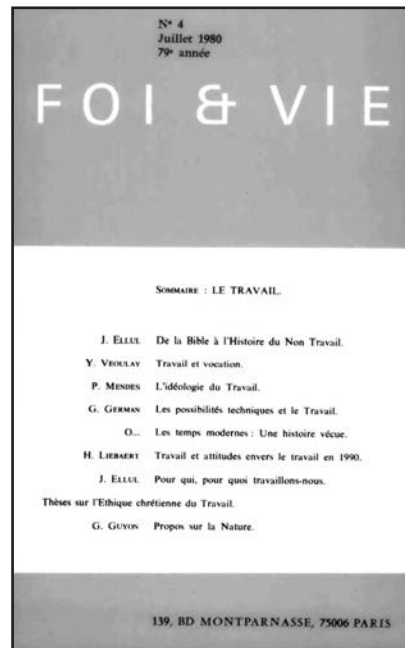 N° 4
Juillet 1980
79e année
FOI & VIE
SOMMAIRE : LE TRAVAIL.
J. ELLUL De la Bible à l'Histoire du Non Travail.
Y. VEOULAY Travail et vocation.
P. MENDES L'idéologie du Travail.
G. GERMAN Les possibilités techniques et le Travail.
O... Les temps modernes : Une histoire vécue.
H. LIEBAERT Travail et attitudes envers le travail en 1990.
J. ELLUL Pour qui, pour quoi travaillons-nous.
Thèses sur l'Ethique chrétienne du Travail.
G. GUYON Propos sur la Nature.
139, BD MONTPARNASSE, 75006 PARIS